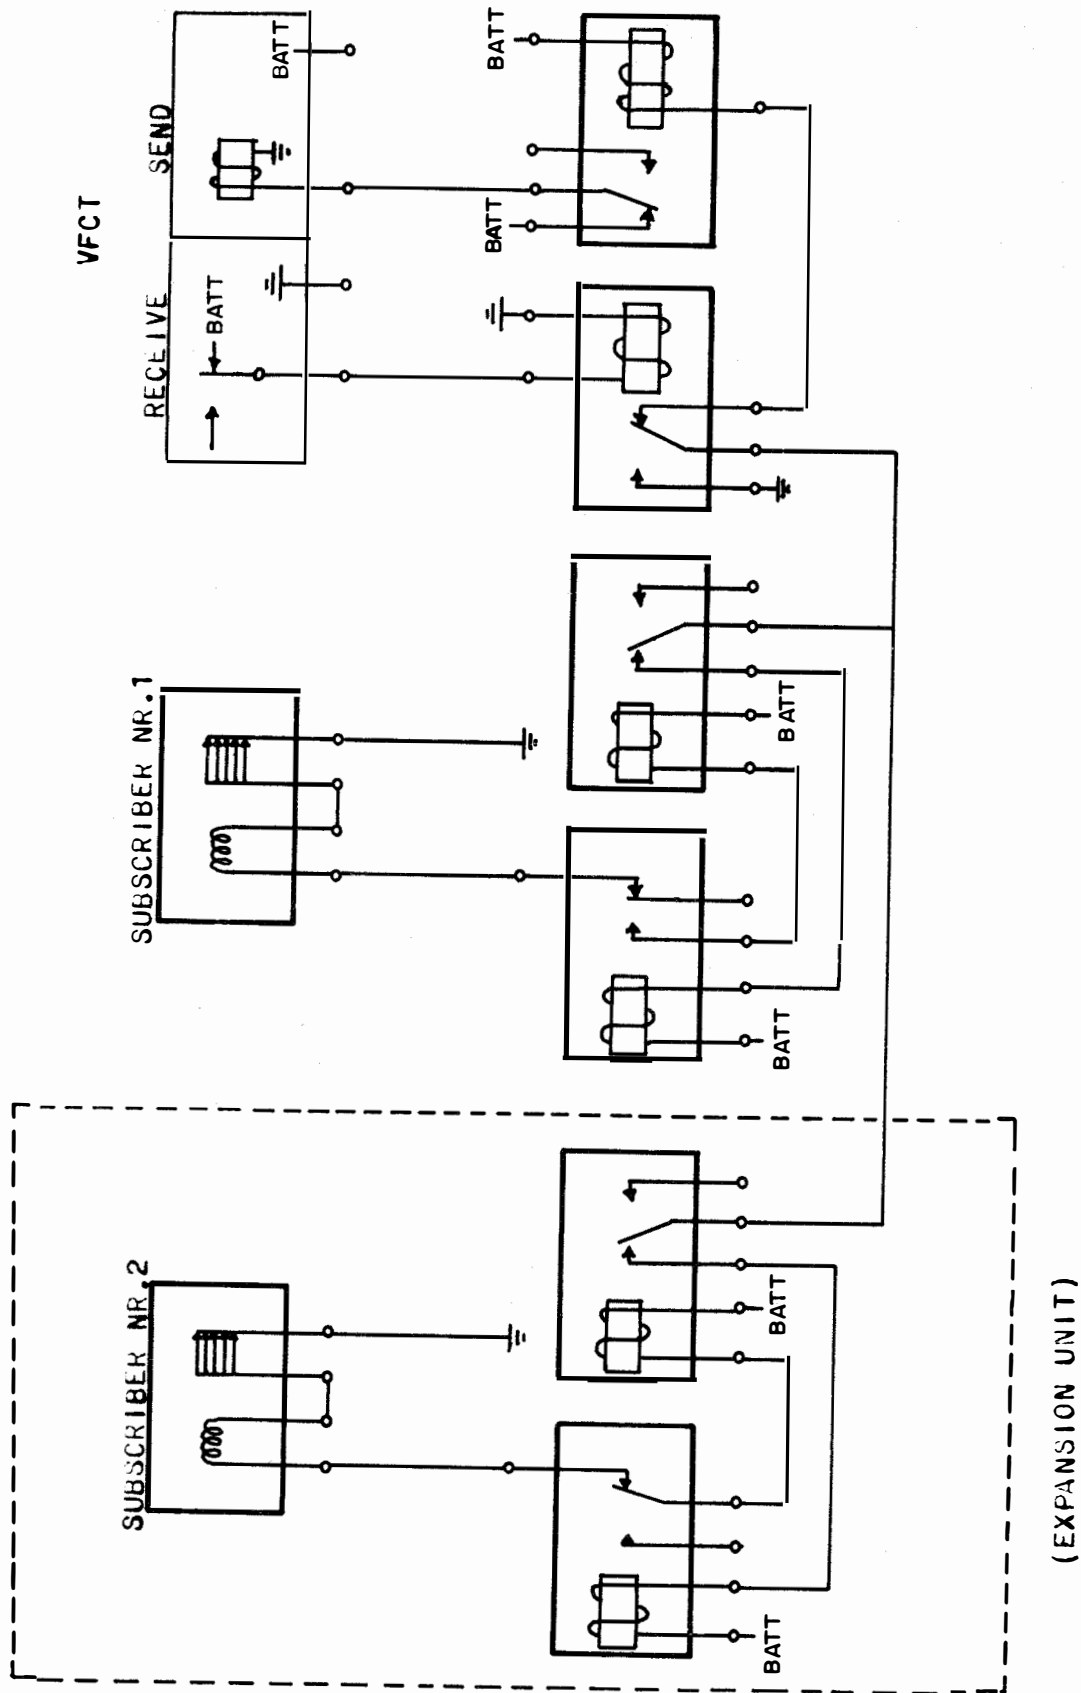 VFCT
RECEIVE
SEND
BATT
BATT
BATT
BATT
SUBSCRIBER NR.1
BATT
BATT
SUBSCRIBER NR.2
BATT
BATT
(EXPANSION UNIT)